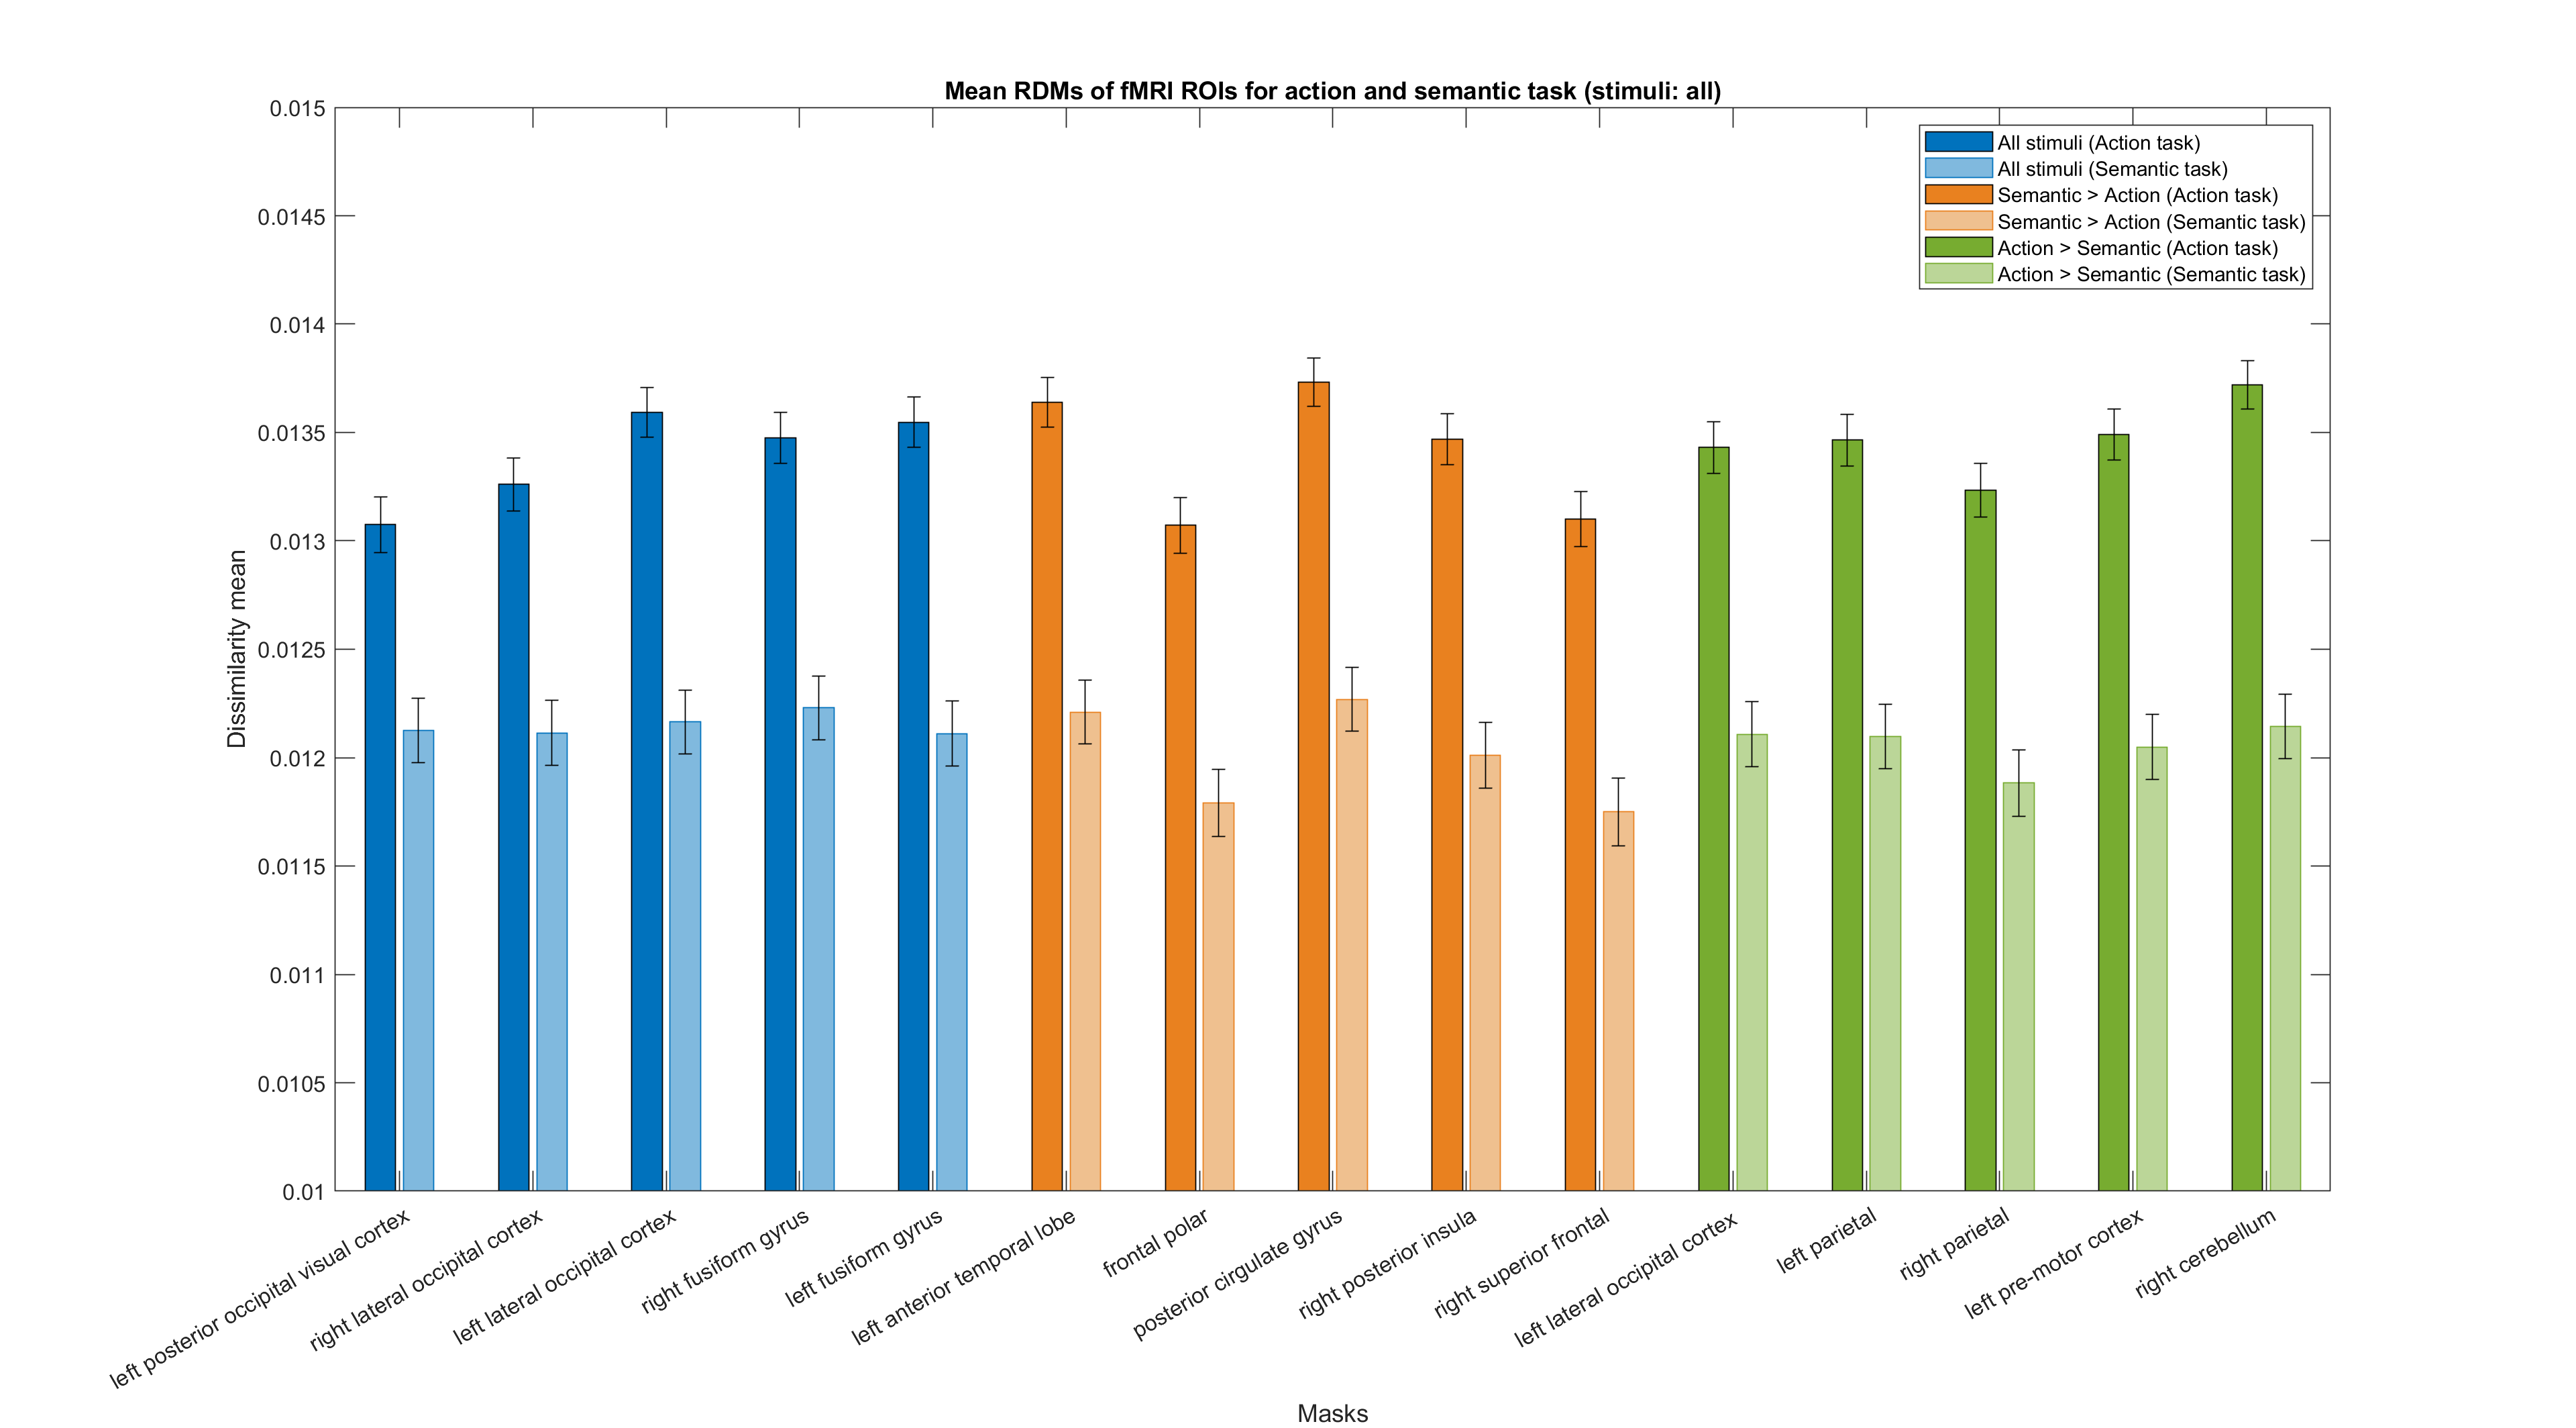 Mean RDMs of fMRI ROIs for action and semantic task (stimuli: all)
0.015
0.0145
0.014
0.0135
0.013
0.0125
0.012
0.0115
0.011
0.0105
0.01
Dissimilarity mean
All stimuli (Action task)
All stimuli (Semantic task)
Semantic > Action (Action task)
Semantic > Action (Semantic task)
Action > Semantic (Action task)
Action > Semantic (Semantic task)
left posterior occipital visual cortex
right lateral occipital cortex
left lateral occipital cortex
right fusiform gyrus
left fusiform gyrus
left anterior temporal lobe
frontal polar
posterior cirgulate gyrus
right posterior insula
right superior frontal
left lateral occipital cortex
left parietal
right parietal
left pre-motor cortex
right cerebellum
Masks